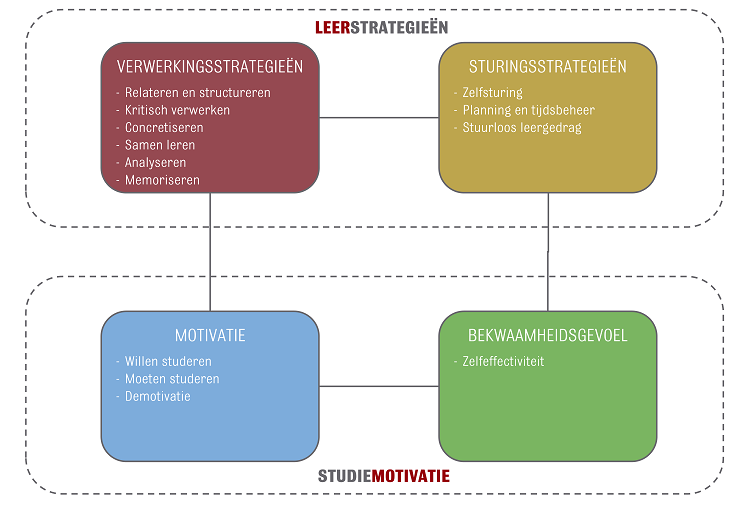 LEERSTRATEGIEËN
VERWERKINGSSTRATEGIEËN
- Relateren en structureren
- Kritisch verwerken
- Concretiseren
- Samen leren
- Analyseren
- Memoriseren
STURINGSSTRATEGIEËN
- Zelfsturing
- Planning en tijdsbeheer
- Stuurloos leergedrag
MOTIVATIE
- Willen studeren
- Moeten studeren
- Demotivatie
BEKWAAMHEIDSGEVOEL
- Zelfeffectiviteit
STUDIEMOTIVATIE